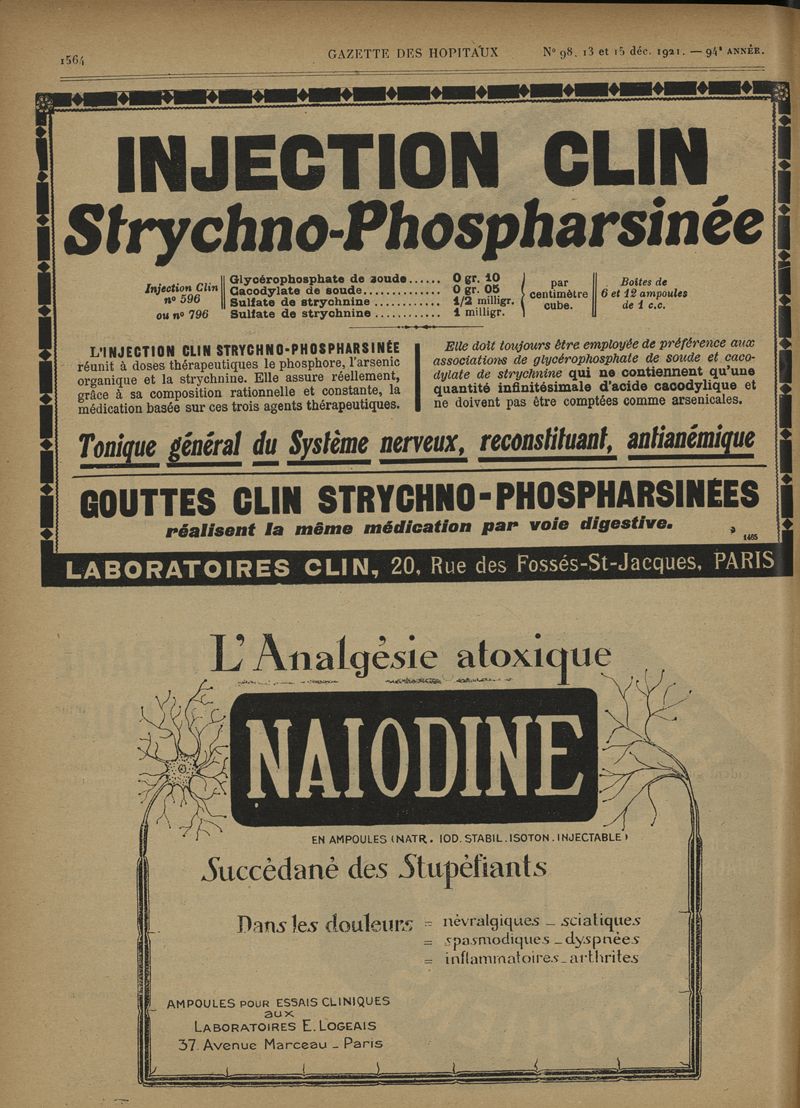 1564
GAZETTE DES HOPITAUX
N° 98. 13 et 15 déc. 1921. — 94ᵉ ANNÉE.
INJECTION CLIN
Strychno-Phospharsinée
Injection Clin
n° 596
ou n° 796
Glycérophosphate de soude...... 0 gr. 10
Cacodylate de soude.............. 0 gr. 05
Sulfate de strychnine ............ 1/2 milligr.
Sulfate de strychnine ............ 1 milligr.
par
centimètre
cube.
Boîtes de
6 et 12 ampoules
de 1 c.c.
L'INJECTION CLIN STRYCHNO-PHOSPHARSINÉE
réunit à doses thérapeutiques le phosphore, l'arsenic
organique et la strychnine. Elle assure réellement,
grâce à sa composition rationnelle et constante, la
médication basée sur ces trois agents thérapeutiques.
Elle doit toujours être employée de préférence aux
associations de glycérophosphate de soude et caco-
dylate de strychnine qui ne contiennent qu'une
quantité infinitésimale d'acide cacodylique et
ne doivent pas être comptées comme arsenicales.
Tonique général du Système nerveux, reconstituant, antianémique
GOUTTES CLIN STRYCHNO-PHOSPHARSINÉES
réalisent la même médication par voie digestive.
1465
LABORATOIRES CLIN, 20, Rue des Fossés-St-Jacques, PARIS
L'Analgésie atoxique
NAIODINE
EN AMPOULES (NATR. IOD. STABIL. ISOTON. INJECTABLE)
Succédané des Stupéfiants
Dans les douleurs = névralgiques _ sciatiques
= spasmodiques _ dyspnées
= inflammatoires _ arthrites
AMPOULES POUR ESSAIS CLINIQUES
aux
LABORATOIRES E. LOGEAIS
37. Avenue Marceau _ Paris